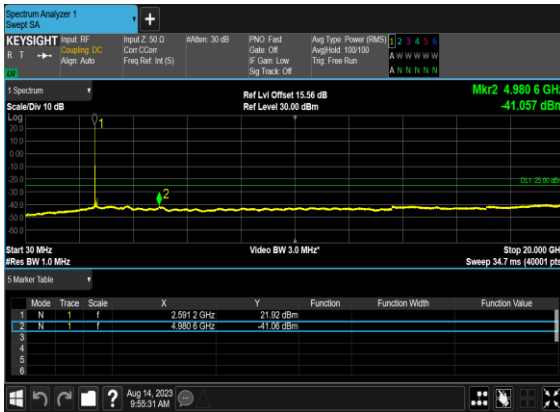 Spectrum Analyzer 1
Swept SA
+
KEYSIGHT Input: RF Input Z: 50 Ω #Atten: 30 dB PNO: Fast Avg Type: Power (RMS) 1 2 3 4 5 6
R T Coupling: DC Corr CCorr Gate: Off Avg|Hold: 100/100 A W W W W W
Align: Auto Freq Ref: Int (S) IF Gain: Low Trig: Free Run
LXI Sig Track: Off A N N N N N
1 Spectrum Ref Lvl Offset 15.56 dB Mkr2 4.980 6 GHz
Scale/Div 10 dB Ref Level 30.00 dBm -41.057 dBm
Log
1
20.0
10.0
0.00
-10.0
-20.0 DL1 -25.00 dBm
-30.0
2
-40.0
-50.0
-60.0
Start 30 MHz Video BW 3.0 MHz* Stop 20.000 GHz
#Res BW 1.0 MHz Sweep 34.7 ms (40001 pts)
5 Marker Table
Mode Trace Scale X Y Function Function Width Function Value
1 N 1 f 2.591 2 GHz 21.92 dBm
2 N 1 f 4.980 6 GHz -41.06 dBm
3
4
5
6
? Aug 14, 2023
9:55:31 AM